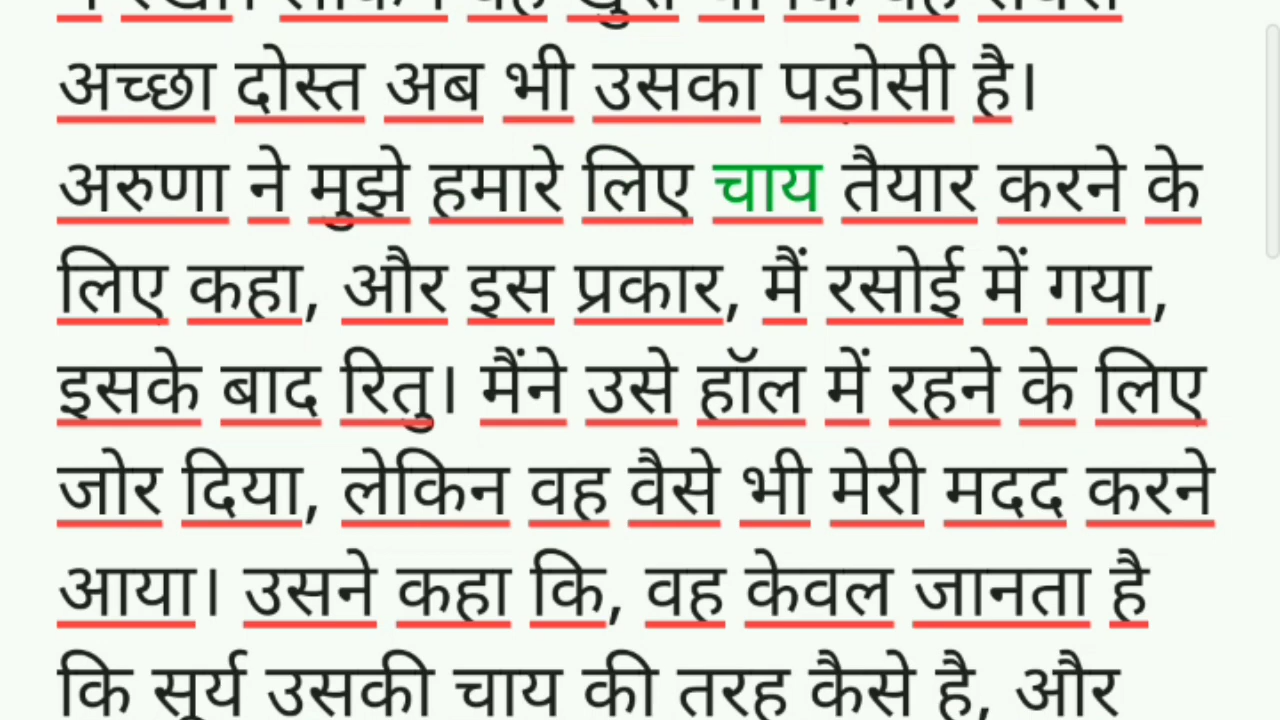 अच्छा दोस्त अब भी उसका पड़ोसी है।
अरुणा ने मुझे हमारे लिए चाय तैयार करने के
लिए कहा, और इस प्रकार, मैं रसोई में गया,
इसके बाद रितु। मैंने उसे हॉल में रहने के लिए
जोर दिया, लेकिन वह वैसे भी मेरी मदद करने
आया। उसने कहा कि, वह केवल जानता है
कि सूर्य उसकी चाय की तरह कैसे है, और